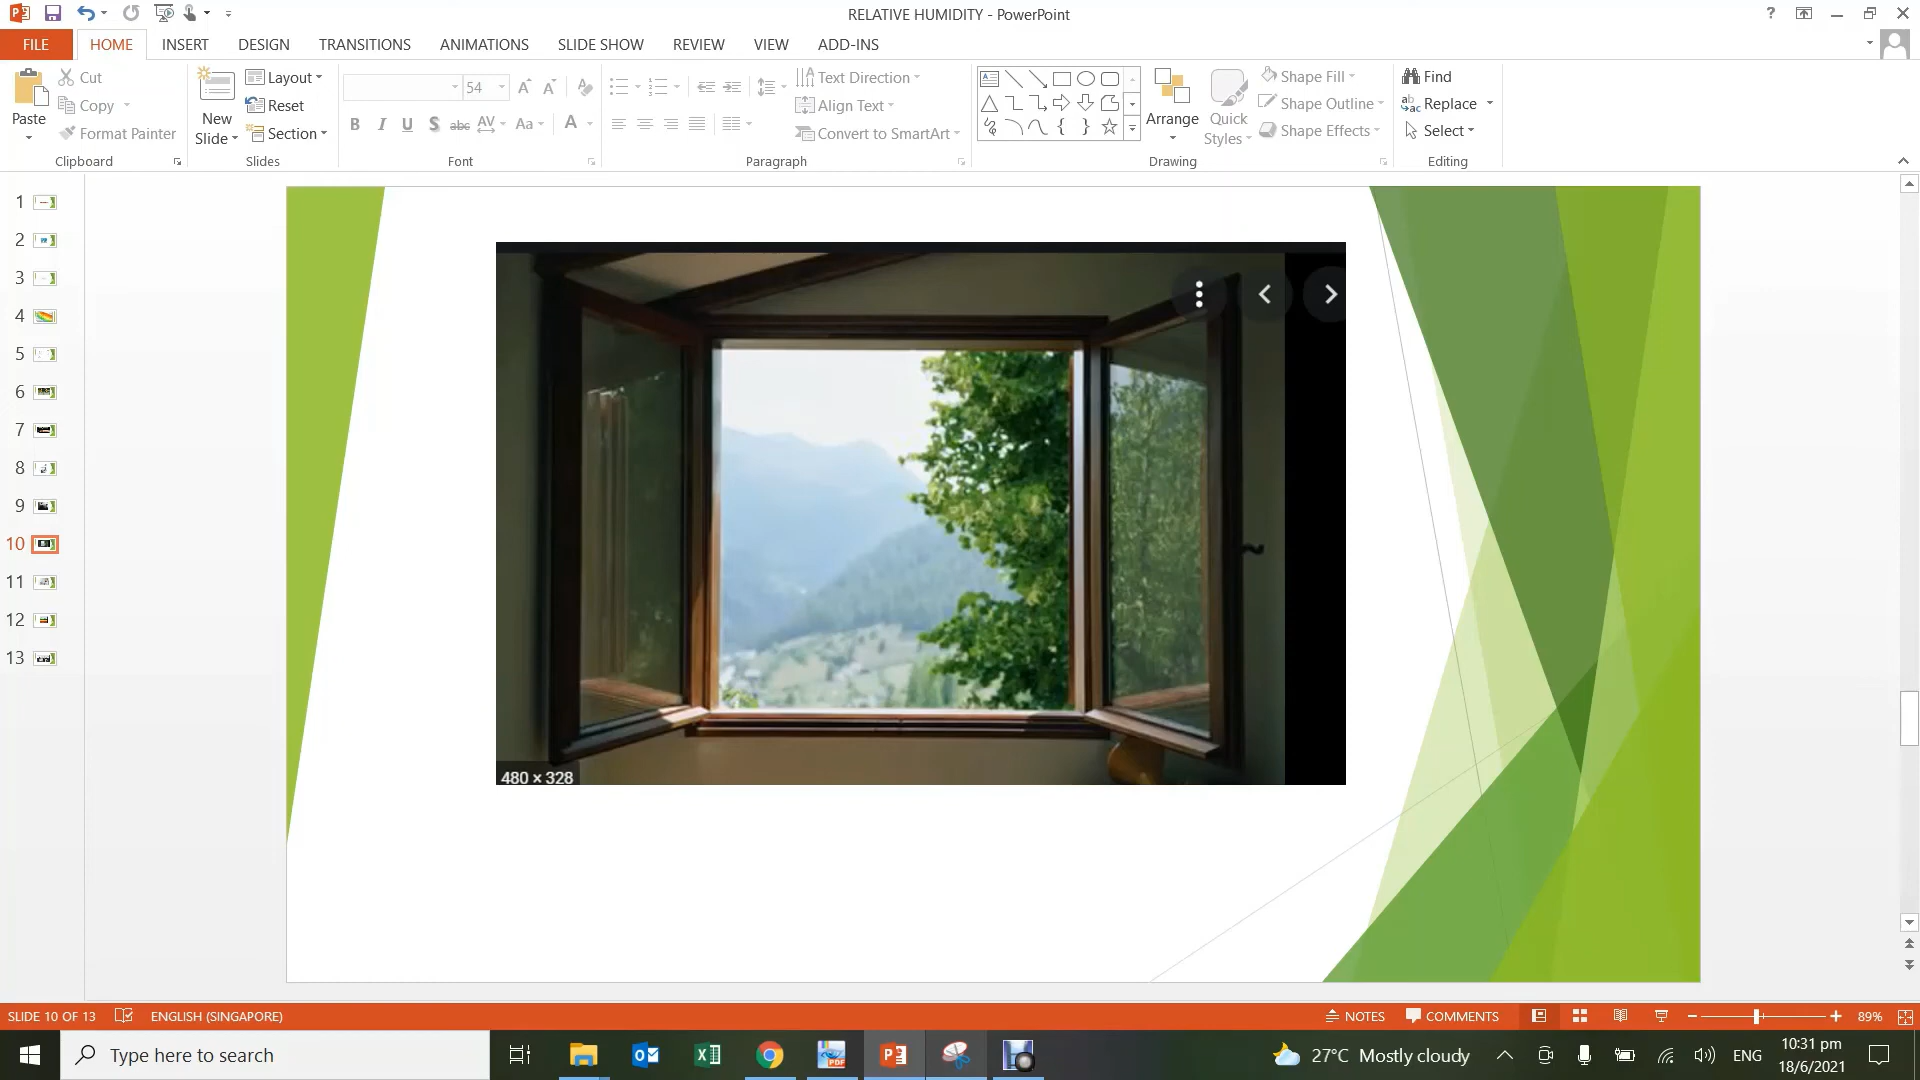 RELATIVE HUMIDITY - PowerPoint
?
FILE
HOME
INSERT
DESIGN
TRANSITIONS
ANIMATIONS
SLIDE SHOW
REVIEW
VIEW
ADD-INS
Paste
Cut
Copy
Format Painter
Clipboard
New
Slide
Layout
Reset
Section
Slides
54
B I U S abc AV Aa A
Font
Text Direction
Align Text
Convert to SmartArt
Paragraph
Arrange
Quick
Styles
Shape Fill
Shape Outline
Shape Effects
Drawing
Find
Replace
Select
Editing
1
2
3
4
5
6
7
8
9
10
11
12
13
480 × 328
SLIDE 10 OF 13
ENGLISH (SINGAPORE)
NOTES
COMMENTS
89%
Type here to search
27°C Mostly cloudy
ENG
10:31 pm
18/6/2021